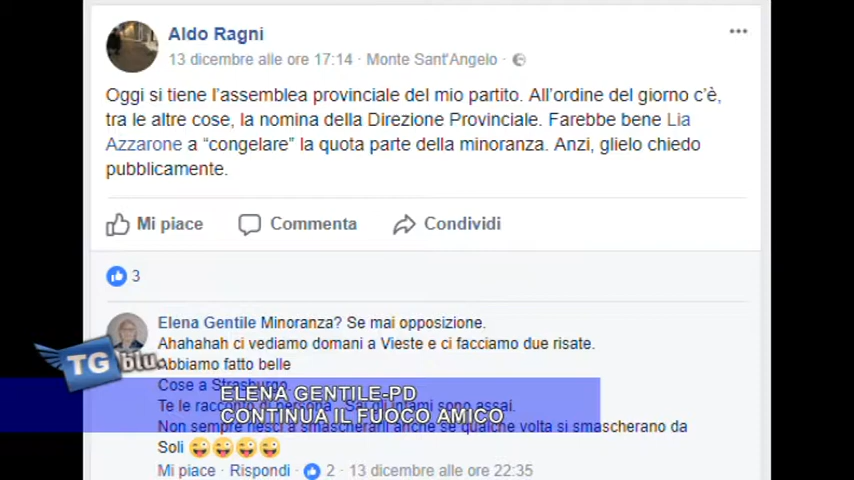 Aldo Ragni
13 dicembre alle ore 17:14 · Monte Sant'Angelo ·
Oggi si tiene l'assemblea provinciale del mio partito. All'ordine del giorno c'è,
tra le altre cose, la nomina della Direzione Provinciale. Farebbe bene Lia
Azzarone a “congelare” la quota parte della minoranza. Anzi, glielo chiedo
pubblicamente.
Mi piace Commenta Condividi
3
Elena Gentile Minoranza? Se mai opposizione.
Ahahahah ci vediamo domani a Vieste e ci facciamo due risate.
Abbiamo fatto belle
Cose a Strasburgo.
Te le racconto di persona. Sai gli infami sono assai.
Non sempre riesci a smascherarli anche se qualche volta si smascherano da
Soli 😜😜😜😜
Mi piace · Rispondi · 2 · 13 dicembre alle ore 22:35
TG blu
ELENA GENTILE-PD
CONTINUA IL FUOCO AMICO